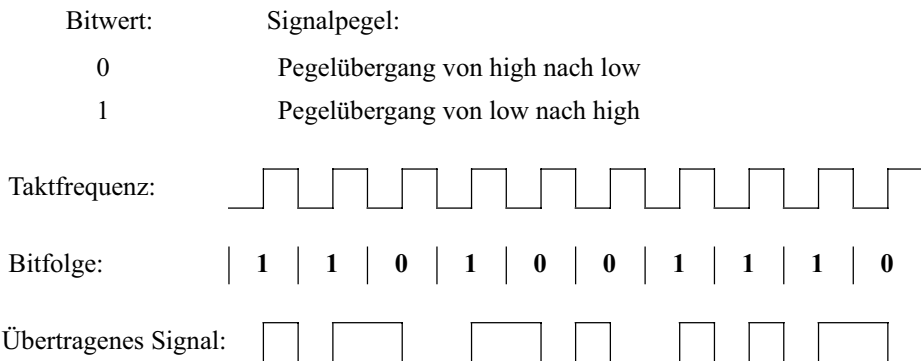 Bitwert: Signalpegel:
0 Pegelübergang von high nach low
1 Pegelübergang von low nach high
Taktfrequenz:
Bitfolge: 1 1 0 1 0 0 1 1 1 0
Übertragenes Signal: